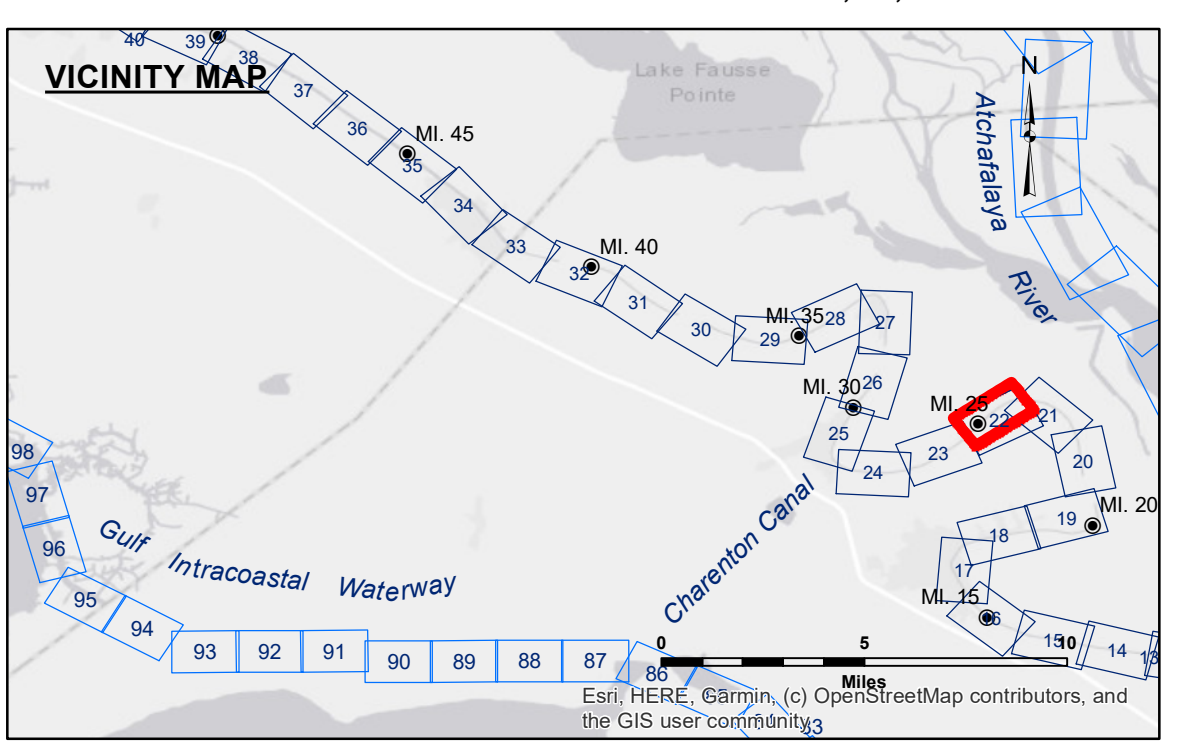 40
39
38
VICINITY MAP
37
36
MI. 45
35
34
33
MI. 40
32
31
30
MI. 35
29
28
27
26
MI. 30
25
24
23
MI. 25
22
21
20
MI. 20
19
18
17
MI. 15
15
14
13
Lake Fausse
Pointe
N
Atchafalaya
River
Charenton Canal
98
97
96
95
94
93
92
91
90
89
88
87
86
Gulf Intracoastal Waterway
0 5 10
Miles
Esri, HERE, Garmin, (c) OpenStreetMap contributors, and
the GIS user community